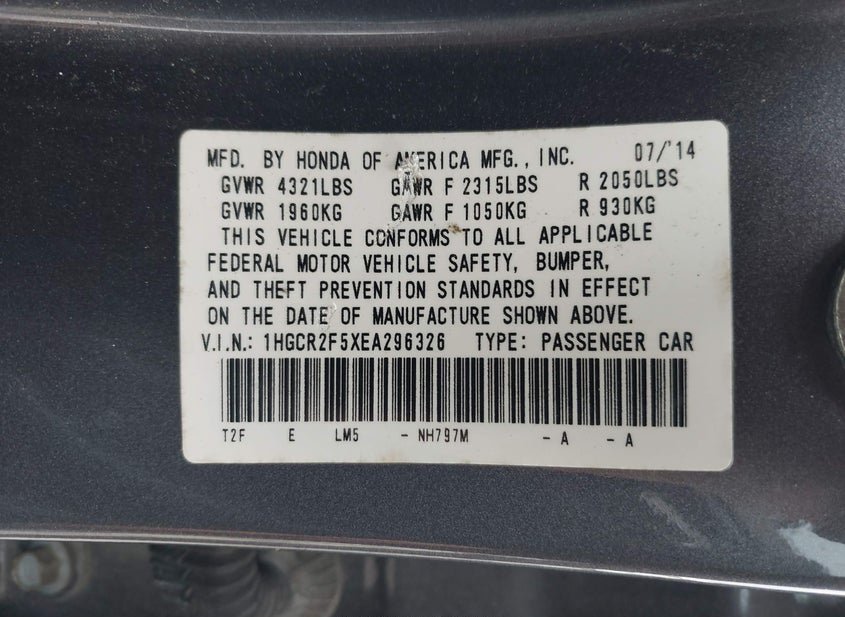 MFD. BY HONDA OF AMERICA MFG., INC. 07/'14
GVWR 4321LBS GAWR F 2315LBS R 2050LBS
GVWR 1960KG GAWR F 1050KG R 930KG
THIS VEHICLE CONFORMS TO ALL APPLICABLE
FEDERAL MOTOR VEHICLE SAFETY, BUMPER,
AND THEFT PREVENTION STANDARDS IN EFFECT
ON THE DATE OF MANUFACTURE SHOWN ABOVE.
V.I.N.: 1HGCR2F5XEA296326 TYPE: PASSENGER CAR
T2F E LM5 - NH797M - A - A